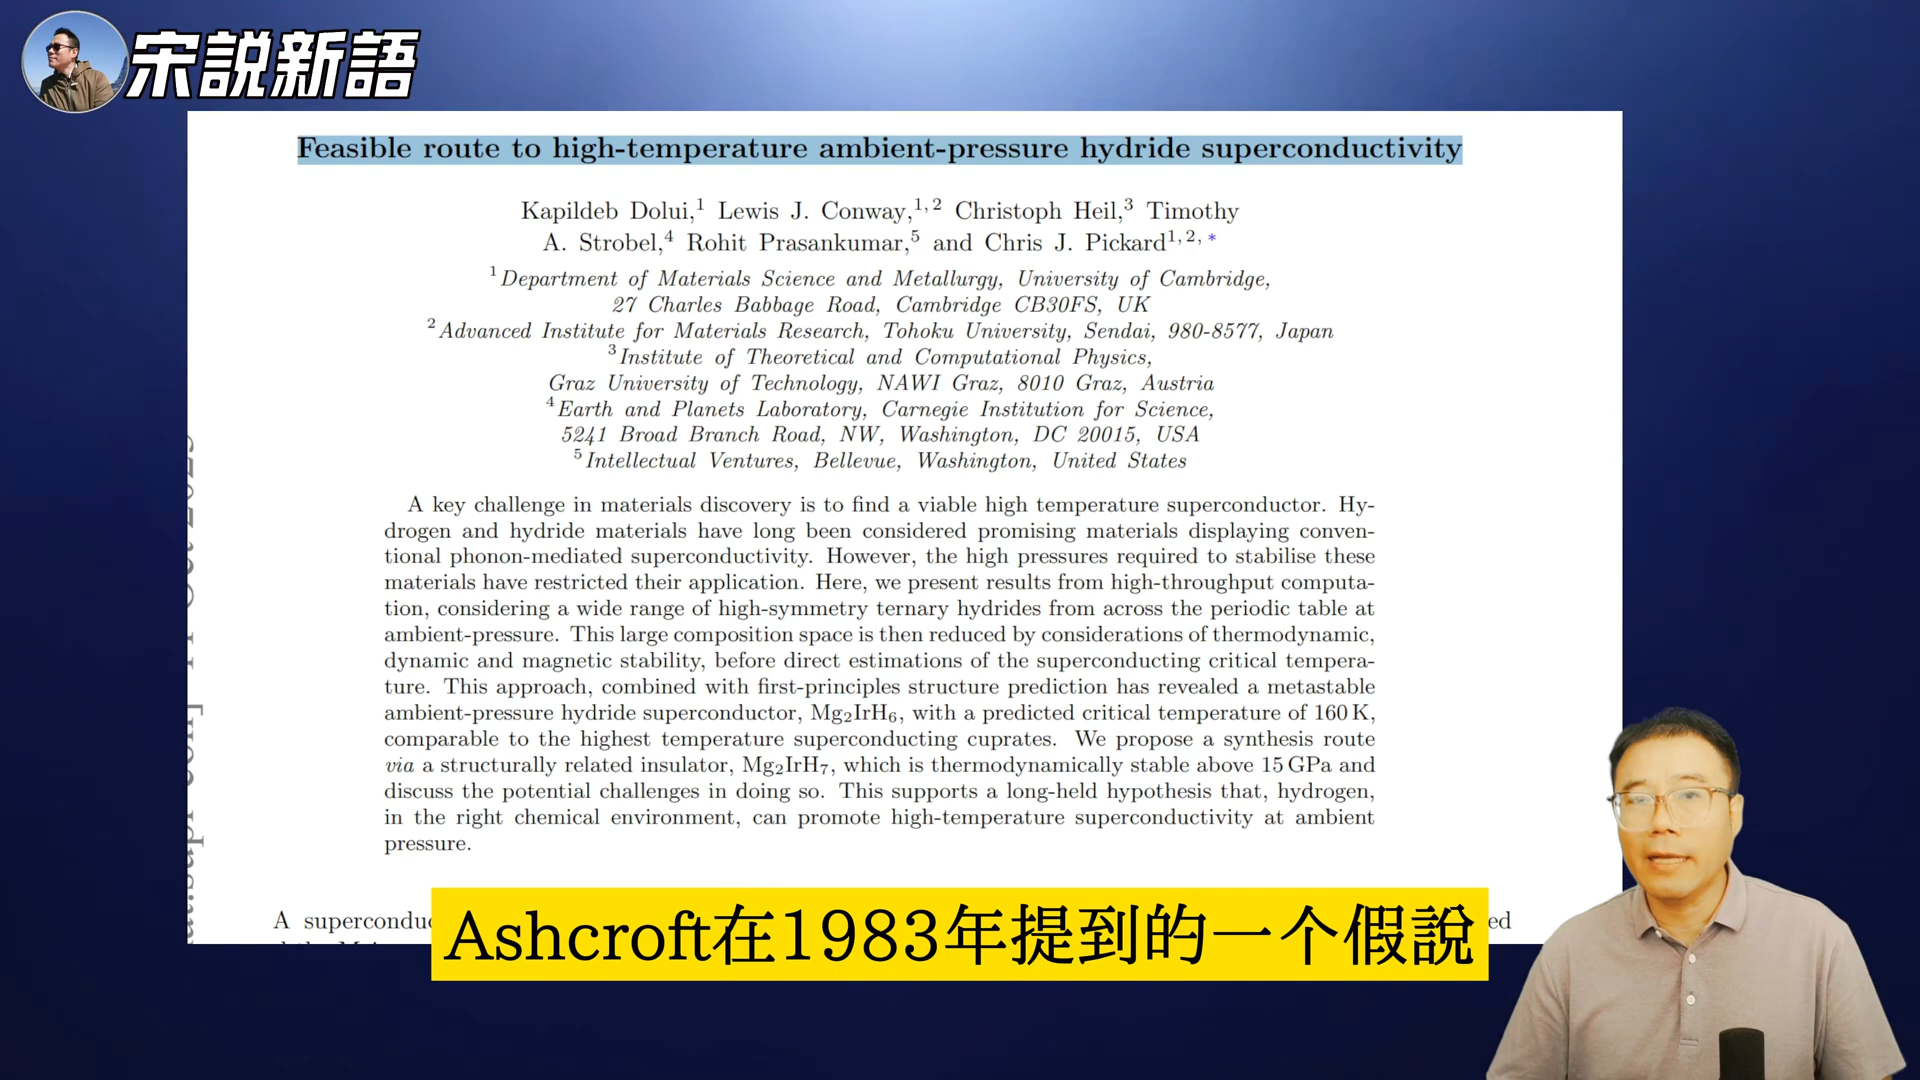 宋説新語
Feasible route to high-temperature ambient-pressure hydride superconductivity
Kapildeb Dolui,¹ Lewis J. Conway,¹,² Christoph Heil,³ Timothy
A. Strobel,⁴ Rohit Prasankumar,⁵ and Chris J. Pickard¹,²,*
¹Department of Materials Science and Metallurgy, University of Cambridge,
27 Charles Babbage Road, Cambridge CB30FS, UK
²Advanced Institute for Materials Research, Tohoku University, Sendai, 980-8577, Japan
³Institute of Theoretical and Computational Physics,
Graz University of Technology, NAWI Graz, 8010 Graz, Austria
⁴Earth and Planets Laboratory, Carnegie Institution for Science,
5241 Broad Branch Road, NW, Washington, DC 20015, USA
⁵Intellectual Ventures, Bellevue, Washington, United States
A key challenge in materials discovery is to find a viable high temperature superconductor. Hy-
drogen and hydride materials have long been considered promising materials displaying conven-
tional phonon-mediated superconductivity. However, the high pressures required to stabilise these
materials have restricted their application. Here, we present results from high-throughput computa-
tion, considering a wide range of high-symmetry ternary hydrides from across the periodic table at
ambient-pressure. This large composition space is then reduced by considerations of thermodynamic,
dynamic and magnetic stability, before direct estimations of the superconducting critical tempera-
ture. This approach, combined with first-principles structure prediction has revealed a metastable
ambient-pressure hydride superconductor, Mg₂IrH₆, with a predicted critical temperature of 160 K,
comparable to the highest temperature superconducting cuprates. We propose a synthesis route
via a structurally related insulator, Mg₂IrH₇, which is thermodynamically stable above 15 GPa and
discuss the potential challenges in doing so. This supports a long-held hypothesis that, hydrogen,
in the right chemical environment, can promote high-temperature superconductivity at ambient
pressure.
A superconduc
ed
Ashcroft在1983年提到的一个假説